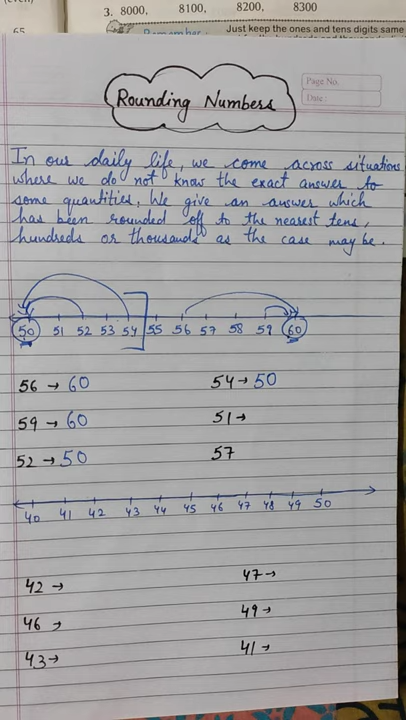 3. 8000, 8100, 8200, 8300
65
Remember:
Just keep the ones and tens digits same
Rounding Numbers
Page No.
Date:
In our daily life, we come across situations
where we do not know the exact answer to
some quantities, We give an answer which
has been rounded off to the nearest tens,
hundreds or thousands as the case may be.
50 51 52 53 54 55 56 57 58 59 60
56 → 60 54 → 50
59 → 60 51 →
52 → 50 57
40 41 42 43 44 45 46 47 48 49 50
42 → 47 →
46 → 49 →
43 → 41 →